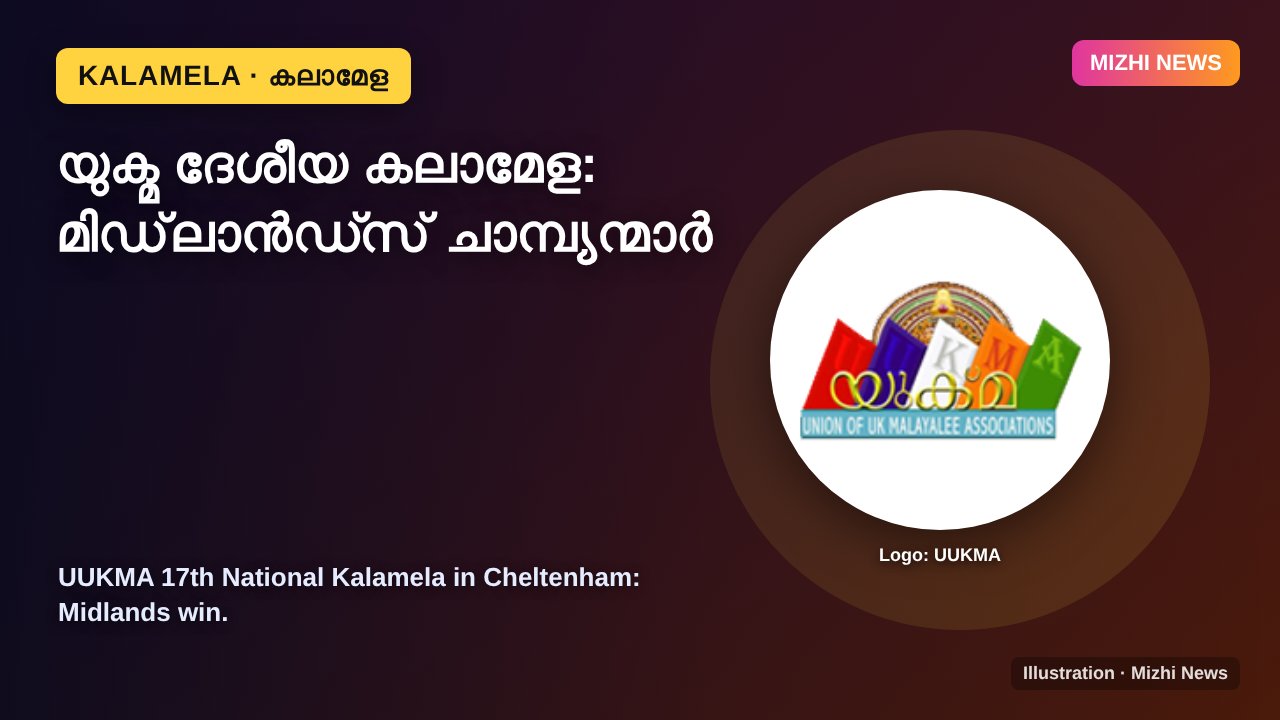 KALAMELA · കലാമേള
MIZHI NEWS
യുക്മ ദേശീയ കലാമേള:
മിഡ്‌ലാൻഡ്‌സ് ചാമ്പ്യന്മാർ
U U K M A
യുക്മ
UNION OF UK MALAYALEE ASSOCIATIONS
Logo: UUKMA
UUKMA 17th National Kalamela in Cheltenham:
Midlands win.
Illustration · Mizhi News